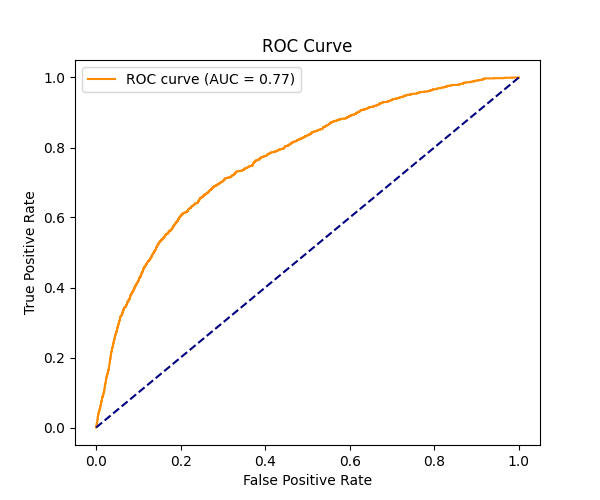 ROC Curve
ROC curve (AUC = 0.77)
True Positive Rate
1.0
0.8
0.6
0.4
0.2
0.0
0.0 0.2 0.4 0.6 0.8 1.0
False Positive Rate